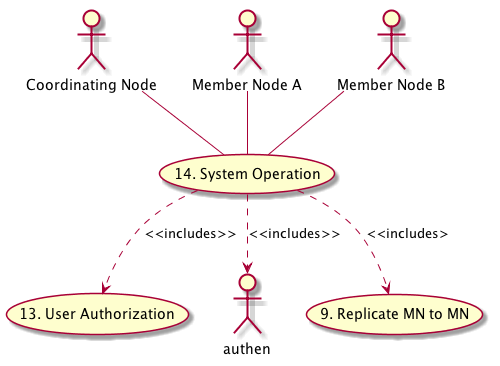 Coordinating Node
Member Node A
Member Node B
14. System Operation
<<includes>>
<<includes>>
<<includes>
13. User Authorization
9. Replicate MN to MN
authen